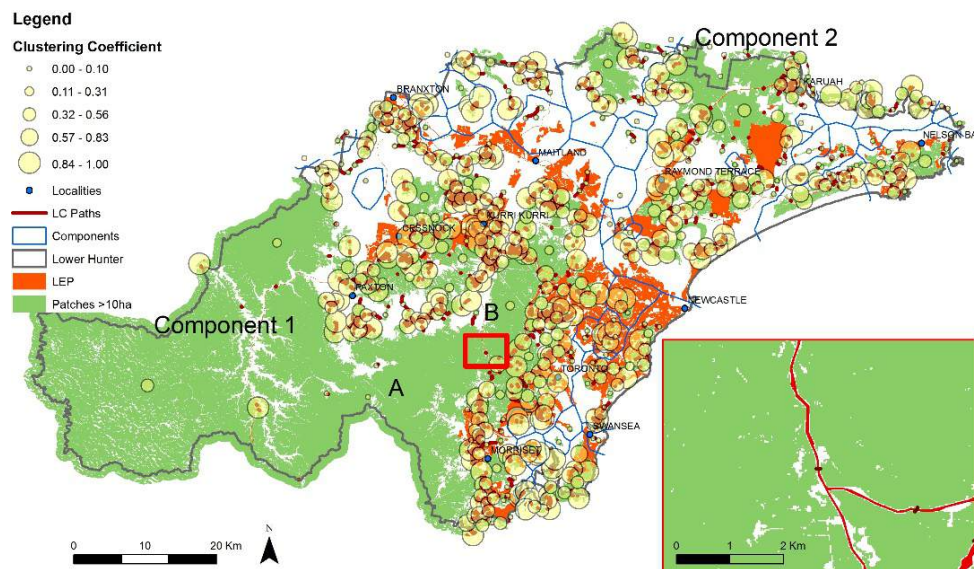 Legend
Clustering Coefficient
0.00 - 0.10
0.11 - 0.31
0.32 - 0.56
0.57 - 0.83
0.84 - 1.00
Localities
LC Paths
Components
Lower Hunter
LEP
Patches >10ha
Component 2
KARUAH
BRANXTON
NELSON BA
MAITLAND
RAYMOND TERRACE
KURRI KURRI
CESSNOCK
PAXTON
NEWCASTLE
B
Component 1
TORONTO
A
SWANSEA
MORRISET
N
0 10 20 Km
0 1 2 Km